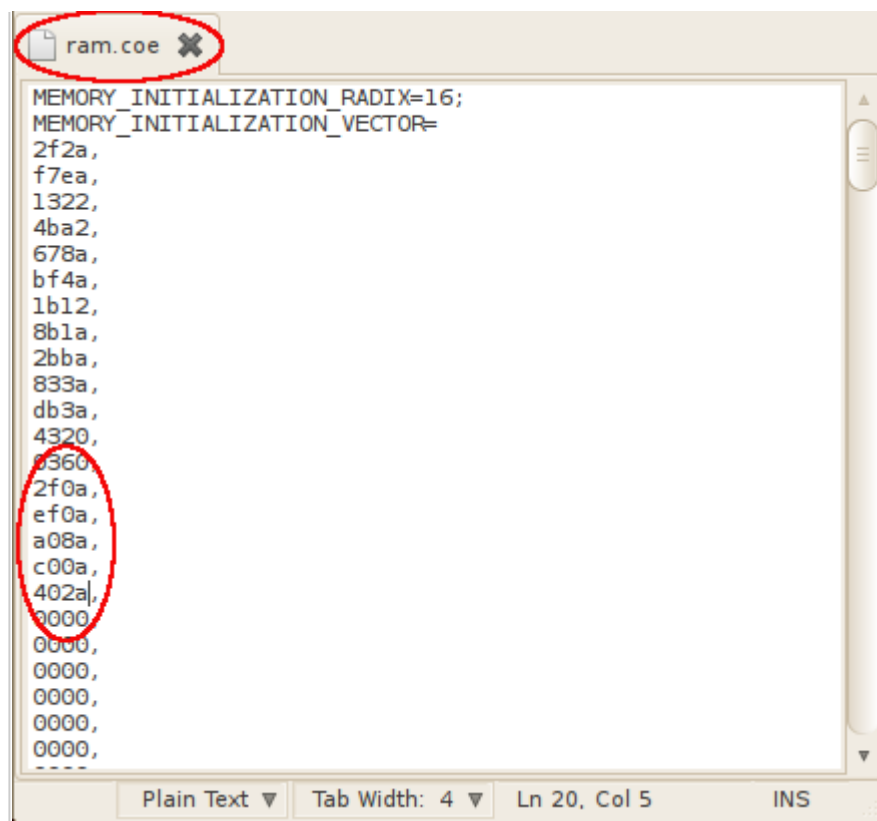 ram.coe
MEMORY_INITIALIZATION_RADIX=16;
MEMORY_INITIALIZATION_VECTOR=
2f2a,
f7ea,
1322,
4ba2,
678a,
bf4a,
1b12,
8b1a,
2bba,
833a,
db3a,
4320,
0360,
2f0a,
ef0a,
a08a,
c00a,
402a,
0000,
0000,
0000,
0000,
0000,
0000,
Plain Text Tab Width: 4 Ln 20, Col 5 INS